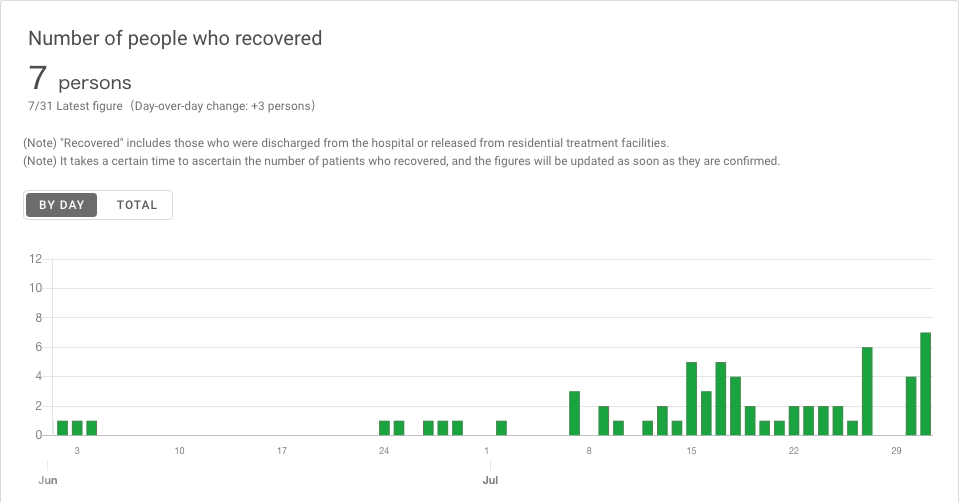 Number of people who recovered
7 persons
7/31 Latest figure (Day-over-day change: +3 persons)
(Note) "Recovered" includes those who were discharged from the hospital or released from residential treatment facilities.
(Note) It takes a certain time to ascertain the number of patients who recovered, and the figures will be updated as soon as they are confirmed.
BY DAY TOTAL
12
10
8
6
4
2
0
3 10 17 24 1 8 15 22 29
Jun Jul